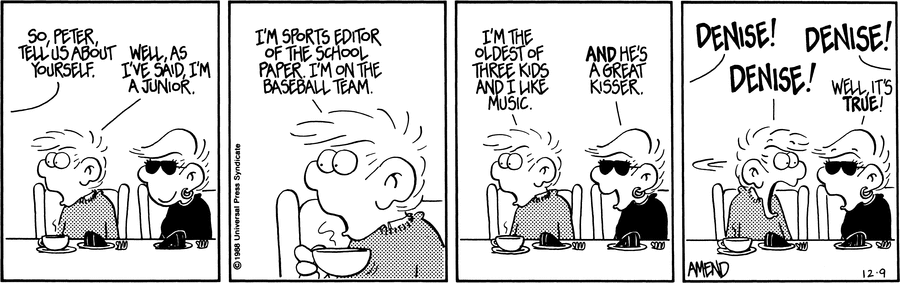 SO, PETER,
TELL US ABOUT
YOURSELF.
WELL, AS
I'VE SAID, I'M
A JUNIOR.
I'M SPORTS EDITOR
OF THE SCHOOL
PAPER. I'M ON THE
BASEBALL TEAM.
© 1988 Universal Press Syndicate
I'M THE
OLDEST OF
THREE KIDS
AND I LIKE
MUSIC.
AND HE'S
A GREAT
KISSER.
DENISE!
DENISE!
DENISE!
WELL, IT'S
TRUE!
AMEND
12-9